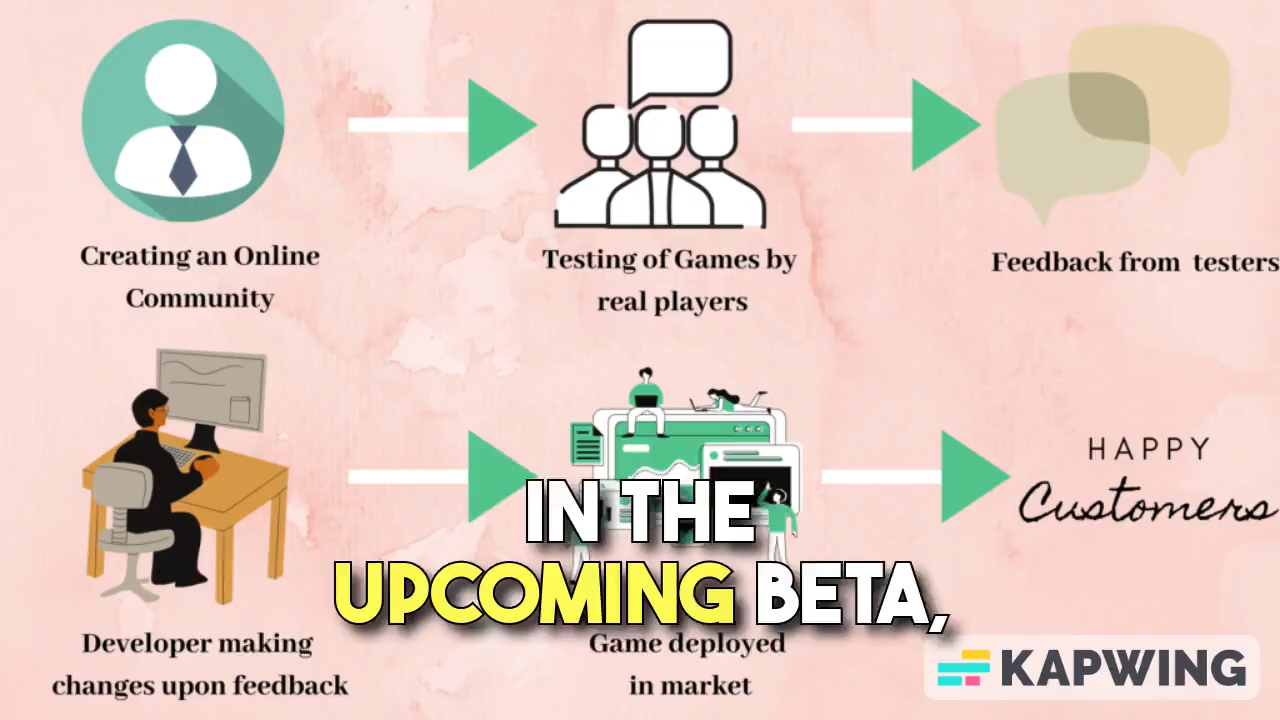 Creating an Online
Community
Testing of Games by
real players
Feedback from testers
HAPPY
Customers
IN THE
UPCOMING BETA,
Developer making
changes upon feedback
Game deployed
in market
KAPWING